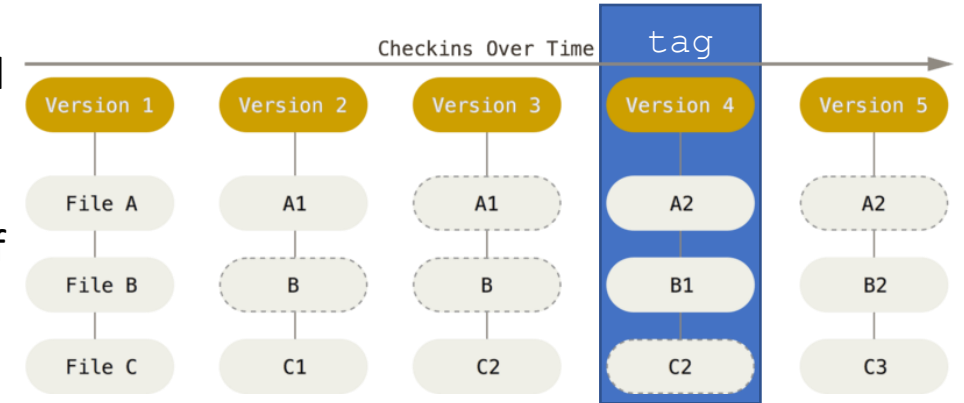 tag
Checkins Over Time
Version 1 Version 2 Version 3 Version 4 Version 5
File A A1 A1 A2 A2
File B B B B1 B2
File C C1 C2 C2 C3